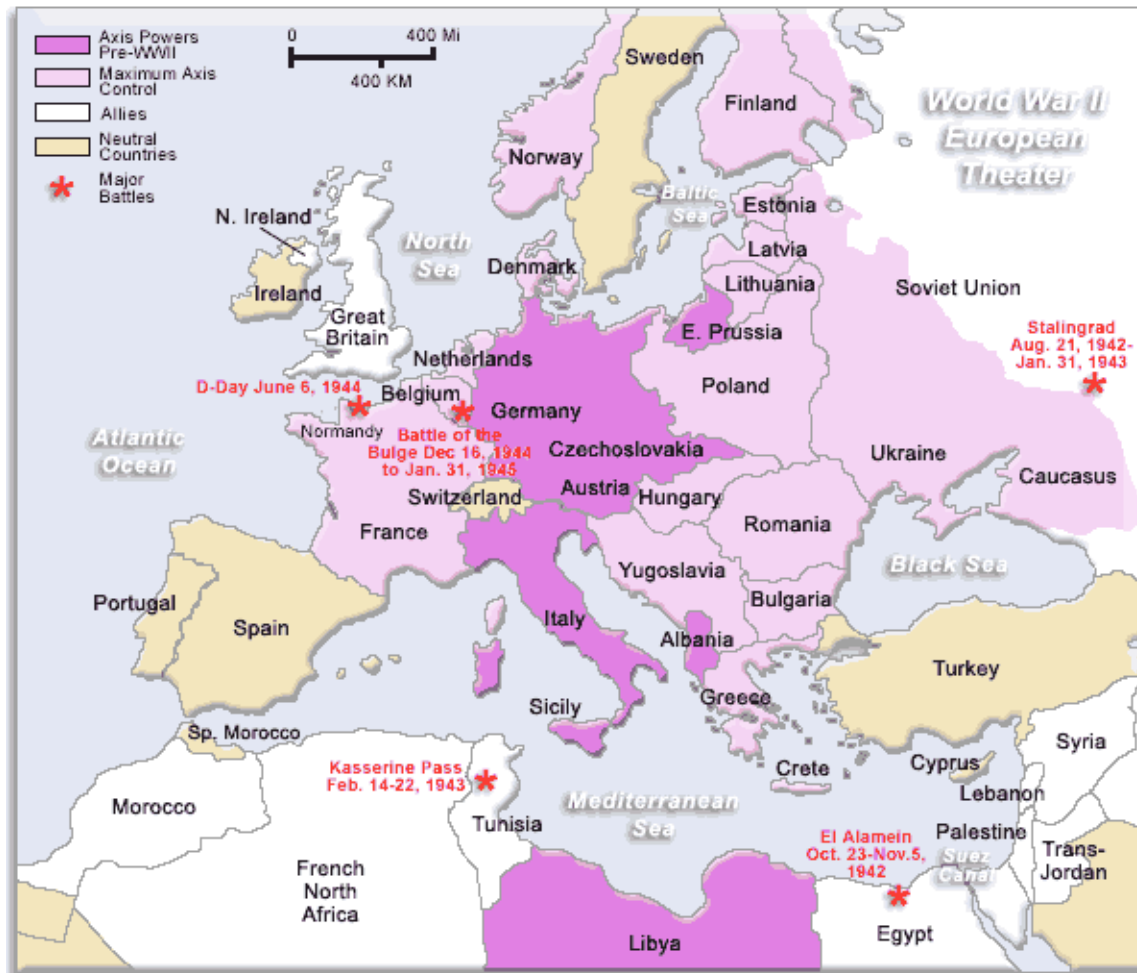 Axis Powers
Pre-WWII
Maximum Axis
Control
Allies
Neutral
Countries
Major
Battles
0
400 Mi
400 KM
World War II
European
Theater
Sweden
Finland
Norway
Baltic
Sea
Estonia
N. Ireland
North
Sea
Latvia
Denmark
Lithuania
Ireland
Soviet Union
Great
Britain
E. Prussia
Stalingrad
Aug. 21, 1942-
Jan. 31, 1943
Netherlands
D-Day June 6, 1944
Belgium
Poland
Germany
Atlantic
Ocean
Normandy
Battle of the
Bulge Dec 16, 1944
to Jan. 31, 1945
Czechoslovakia
Ukraine
Austria
Switzerland
Hungary
Caucasus
France
Romania
Black Sea
Yugoslavia
Bulgaria
Portugal
Spain
Italy
Albania
Turkey
Greece
Sicily
Sp. Morocco
Syria
Kasserine Pass
Feb. 14-22, 1943
Crete
Cyprus
Lebanon
Morocco
Mediterranean
Sea
Tunisia
El Alamein
Oct. 23-Nov.5,
1942
Palestine
Suez
Canal
Trans-
Jordan
French
North
Africa
Egypt
Libya